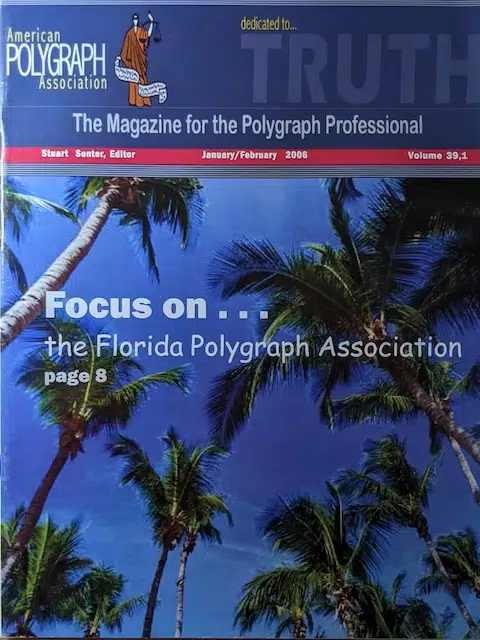 American
POLYGRAPH
Association
dedicated to...
TRUTH
The Magazine for the Polygraph Professional
Stuart Senter, Editor January/February 2006 Volume 39,1
Focus on . . .
the Florida Polygraph Association
page 8